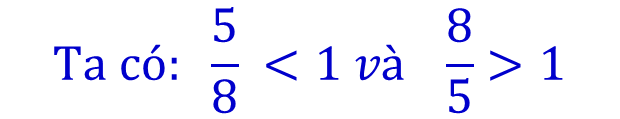 Ta có: 5/8 < 1 và 8/5 > 1